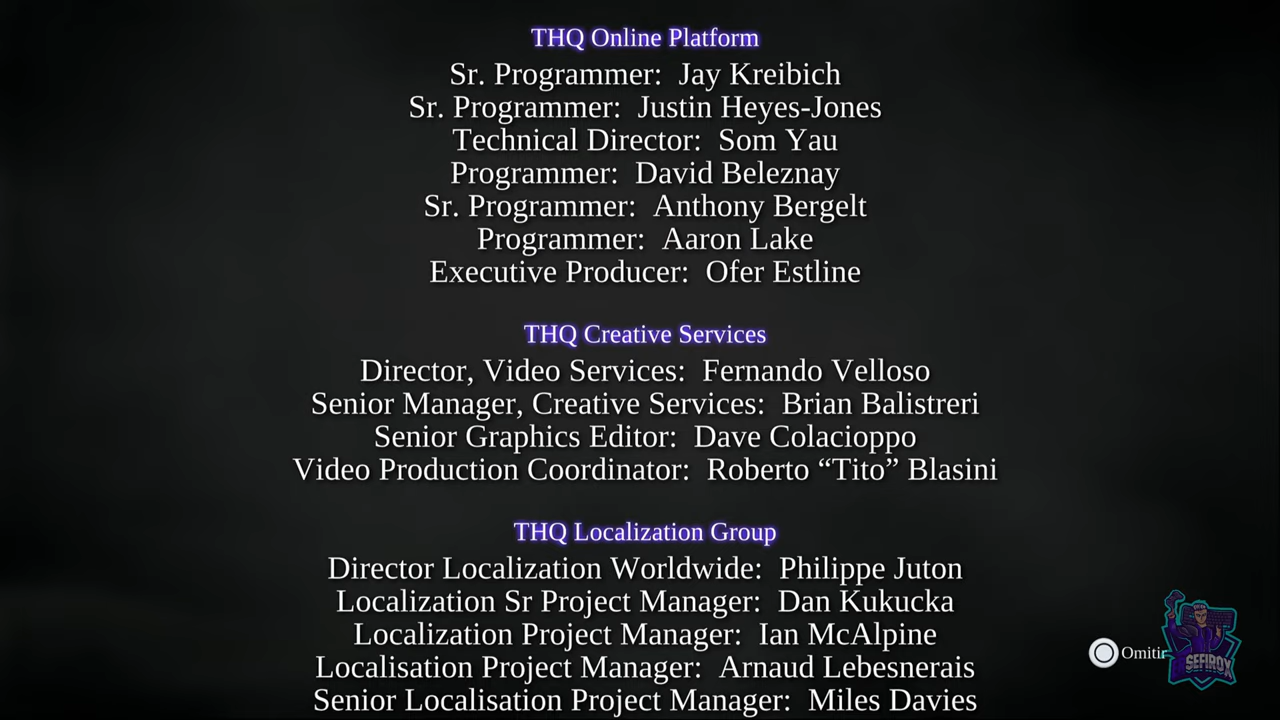 THQ Online Platform
Sr. Programmer: Jay Kreibich
Sr. Programmer: Justin Heyes-Jones
Technical Director: Som Yau
Programmer: David Beleznay
Sr. Programmer: Anthony Bergelt
Programmer: Aaron Lake
Executive Producer: Ofer Estline
THQ Creative Services
Director, Video Services: Fernando Velloso
Senior Manager, Creative Services: Brian Balistreri
Senior Graphics Editor: Dave Colacioppo
Video Production Coordinator: Roberto “Tito” Blasini
THQ Localization Group
Director Localization Worldwide: Philippe Juton
Localization Sr Project Manager: Dan Kukucka
Localization Project Manager: Ian McAlpine
Localisation Project Manager: Arnaud Lebesnerais
Senior Localisation Project Manager: Miles Davies
Omitir
SEFIROX